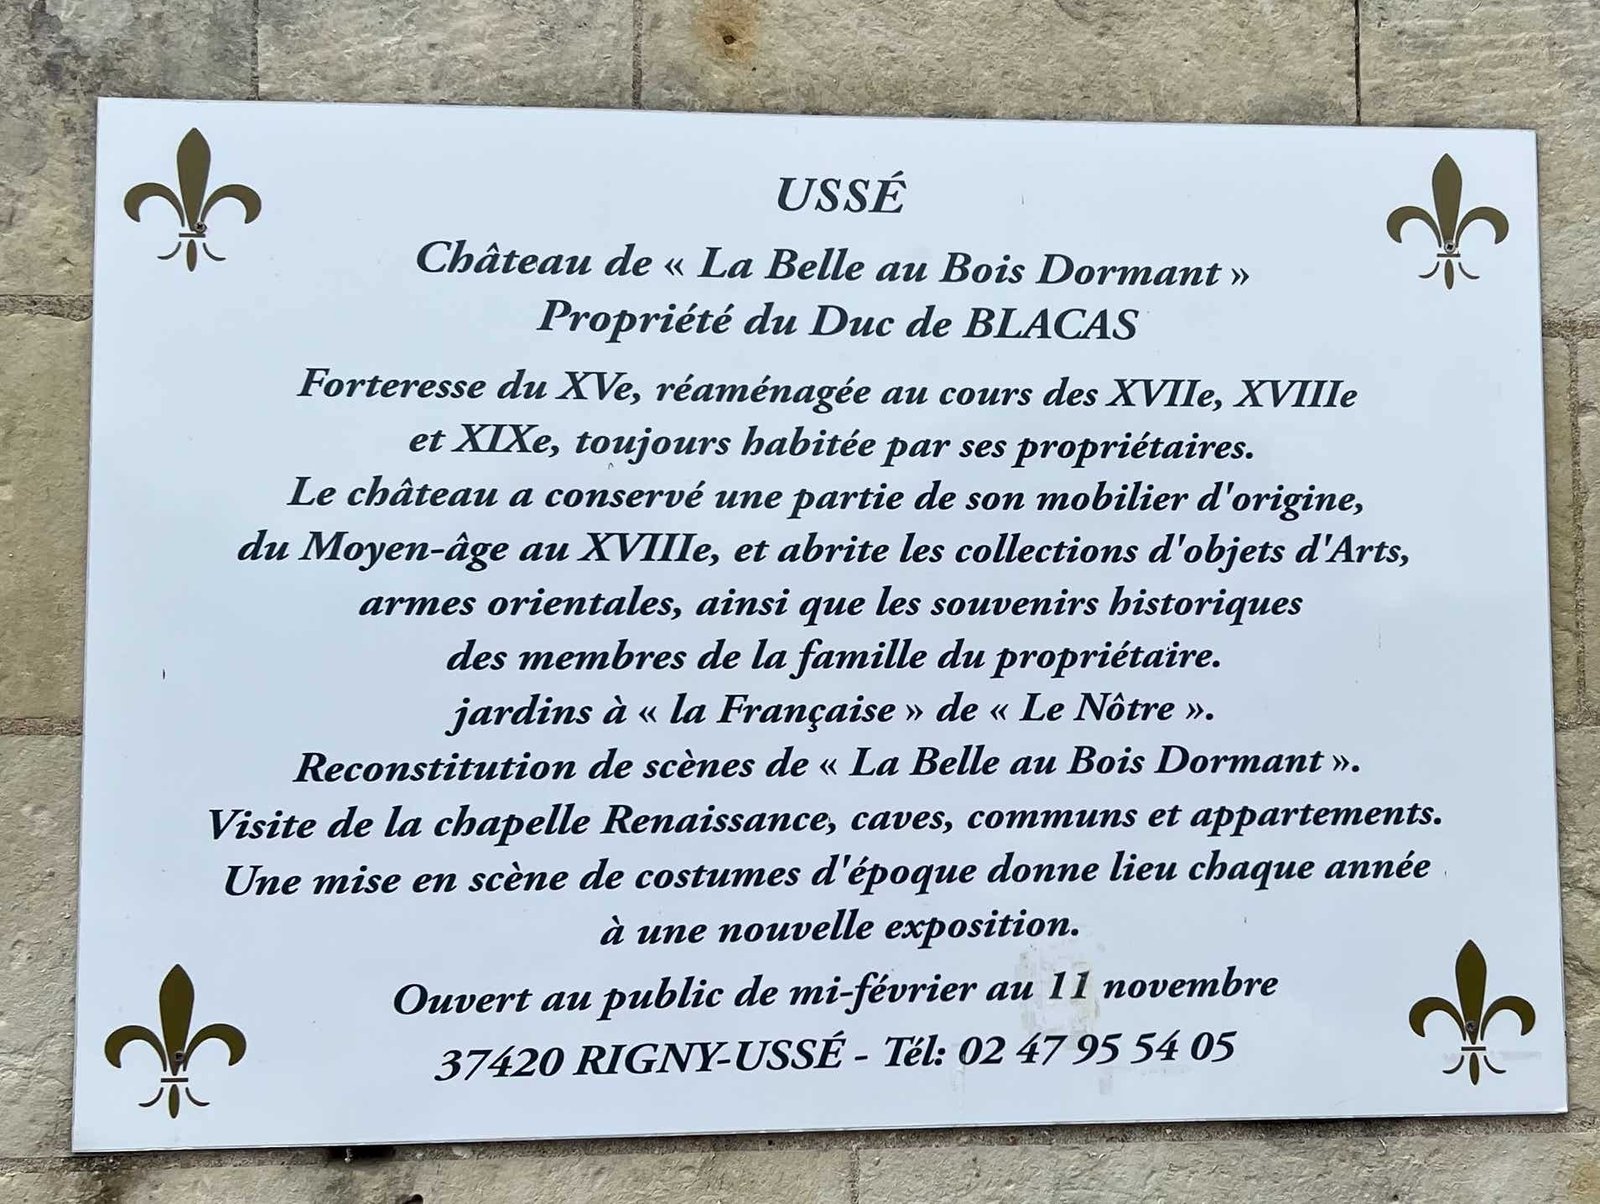 USSÉ
Château de « La Belle au Bois Dormant »
Propriété du Duc de BLACAS
Forteresse du XVe, réaménagée au cours des XVIIe, XVIIIe
et XIXe, toujours habitée par ses propriétaires.
Le château a conservé une partie de son mobilier d'origine,
du Moyen-âge au XVIIIe, et abrite les collections d'objets d'Arts,
armes orientales, ainsi que les souvenirs historiques
des membres de la famille du propriétaire.
jardins à « la Française » de « Le Nôtre ».
Reconstitution de scènes de « La Belle au Bois Dormant ».
Visite de la chapelle Renaissance, caves, communs et appartements.
Une mise en scène de costumes d'époque donne lieu chaque année
à une nouvelle exposition.
Ouvert au public de mi-février au 11 novembre
37420 RIGNY-USSÉ - Tél: 02 47 95 54 05